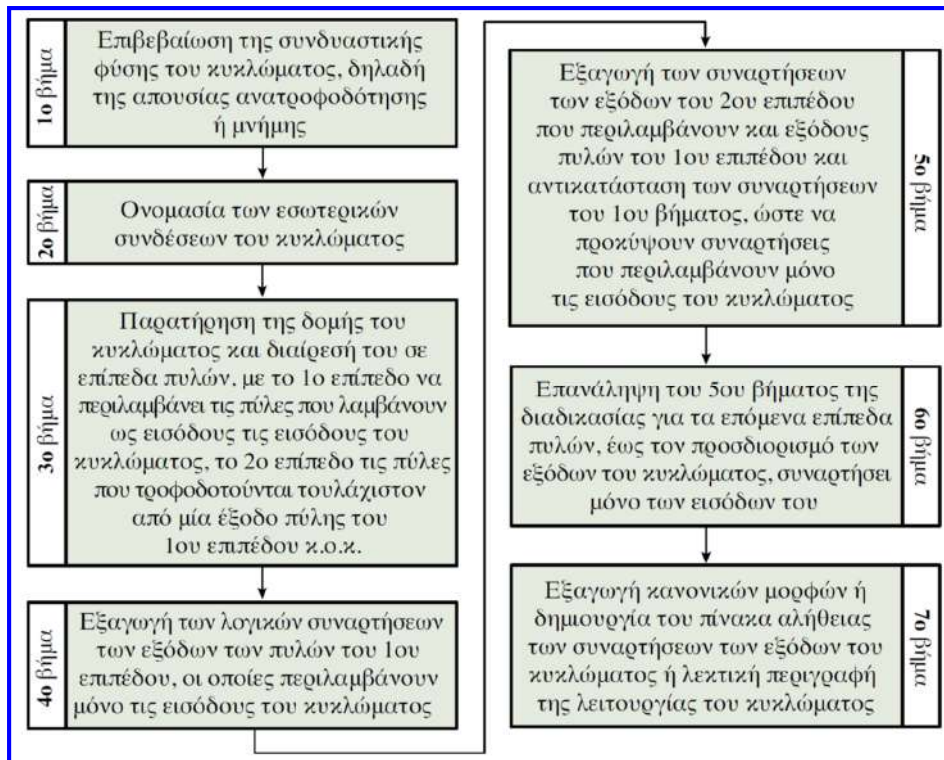 1ο βήμα
Επιβεβαίωση της συνδυαστικής
φύσης του κυκλώματος, δηλαδή
της απουσίας ανατροφοδότησης
ή μνήμης
2ο βήμα
Ονομασία των εσωτερικών
συνδέσεων του κυκλώματος
3ο βήμα
Παρατήρηση της δομής του
κυκλώματος και διαίρεσή του σε
επίπεδα πυλών, με το 1ο επίπεδο να
περιλαμβάνει τις πύλες που λαμβάνουν
ως εισόδους τις εισόδους του
κυκλώματος, το 2ο επίπεδο τις πύλες
που τροφοδοτούνται τουλάχιστον
από μία έξοδο πύλης του
1ου επιπέδου κ.ο.κ.
4ο βήμα
Εξαγωγή των λογικών συναρτήσεων
των εξόδων των πυλών του 1ου
επιπέδου, οι οποίες περιλαμβάνουν
μόνο τις εισόδους του κυκλώματος
5ο βήμα
Εξαγωγή των συναρτήσεων
των εξόδων του 2ου επιπέδου
που περιλαμβάνουν και εξόδους
πυλών του 1ου επιπέδου και
αντικατάσταση των συναρτήσεων
του 1ου βήματος, ώστε να
προκύψουν συναρτήσεις
που περιλαμβάνουν μόνο
τις εισόδους του κυκλώματος
6ο βήμα
Επανάληψη του 5ου βήματος της
διαδικασίας για τα επόμενα επίπεδα
πυλών, έως τον προσδιορισμό των
εξόδων του κυκλώματος, συναρτήσει
μόνο των εισόδων του
7ο βήμα
Εξαγωγή κανονικών μορφών ή
δημιουργία του πίνακα αλήθειας
των συναρτήσεων των εξόδων του
κυκλώματος ή λεκτική περιγραφή
της λειτουργίας του κυκλώματος